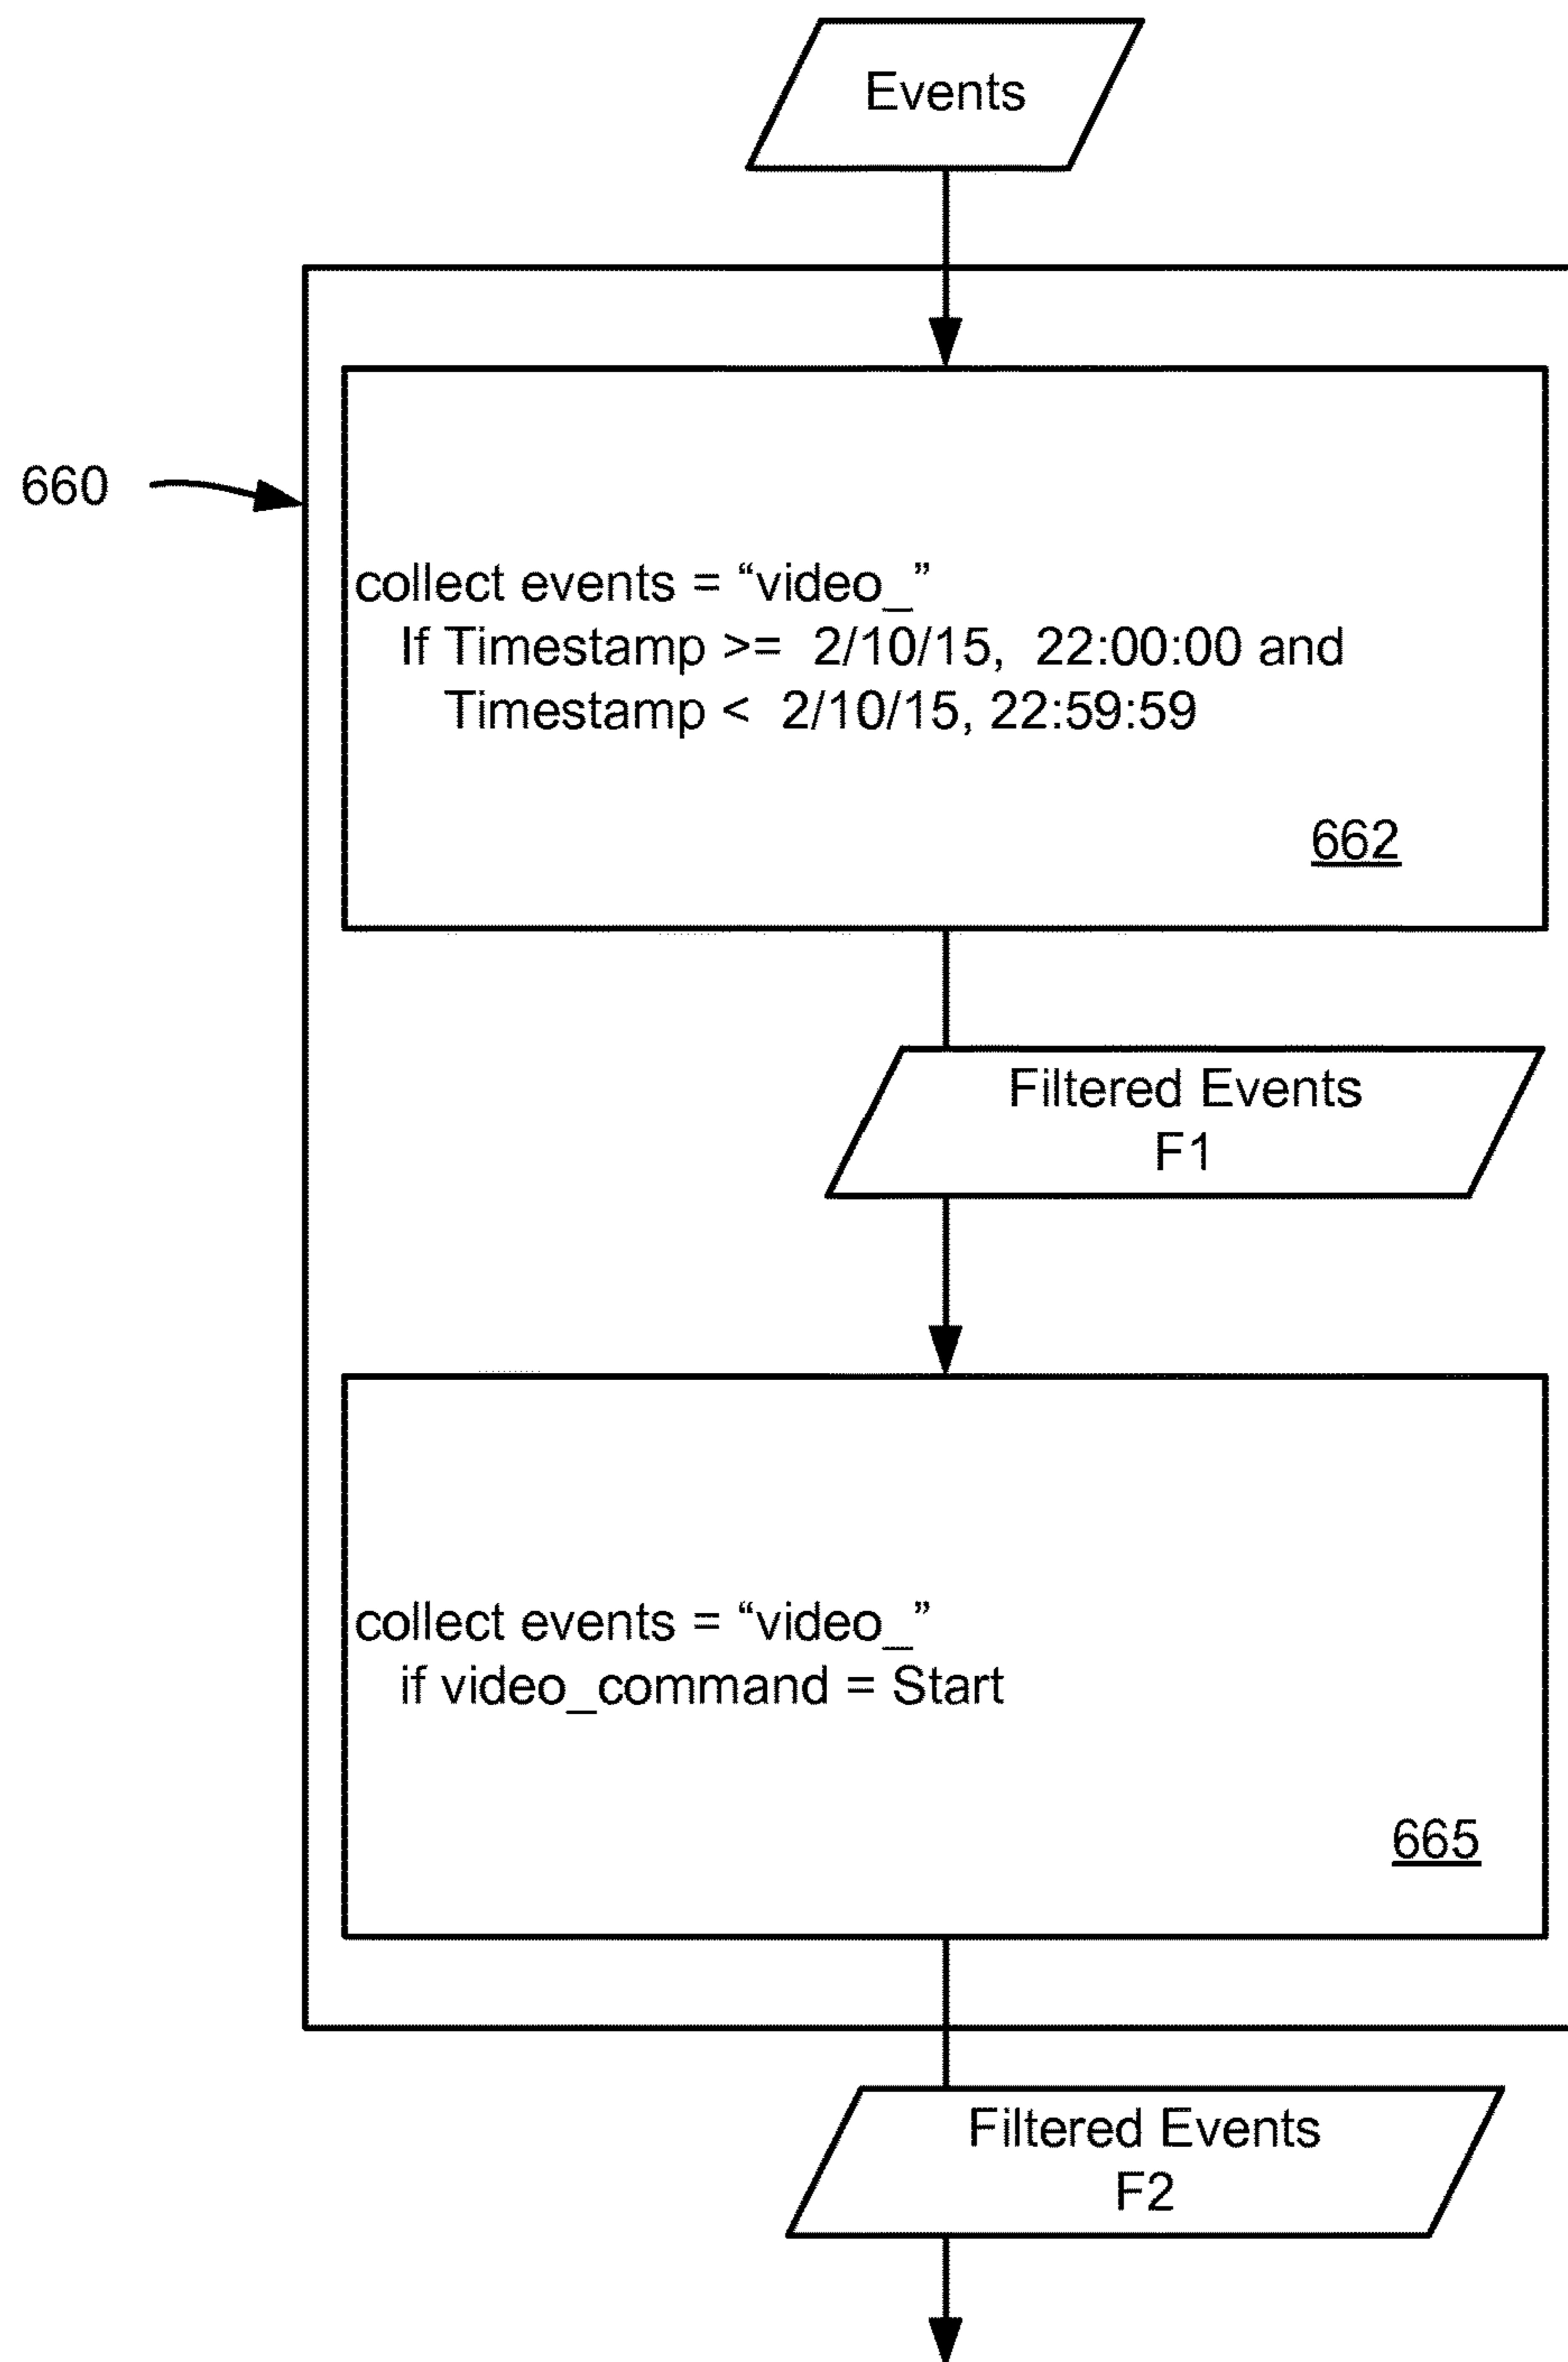 Events
660
collect events = “video_”
If Timestamp >= 2/10/15, 22:00:00 and
Timestamp < 2/10/15, 22:59:59
662
Filtered Events
F1
collect events = “video_”
if video_command = Start
665
Filtered Events
F2